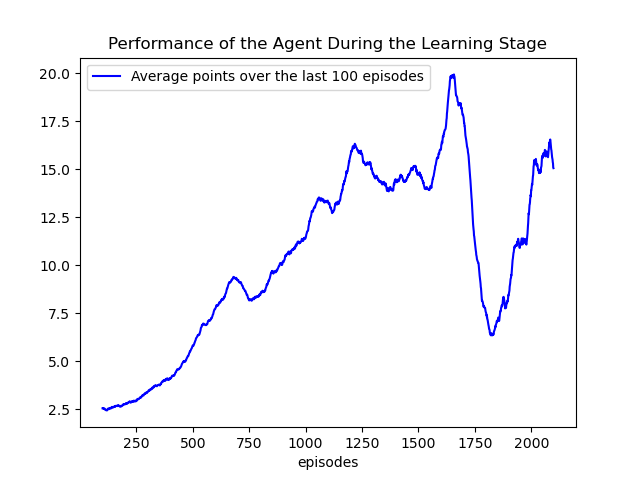 Performance of the Agent During the Learning Stage
Average points over the last 100 episodes
20.0
17.5
15.0
12.5
10.0
7.5
5.0
2.5
250 500 750 1000 1250 1500 1750 2000
episodes